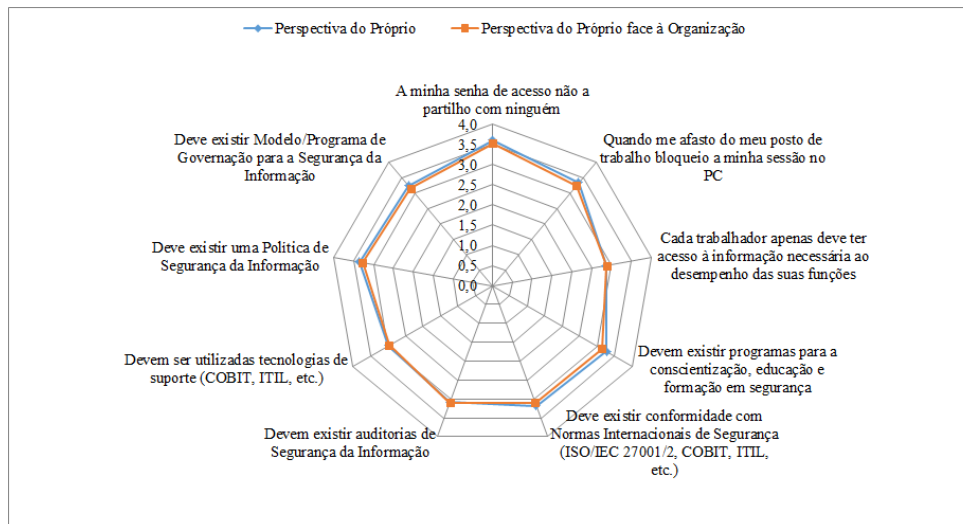 Perspectiva do Próprio
Perspectiva do Próprio face à Organização
A minha senha de acesso não a
partilho com ninguém
Quando me afasto do meu posto de
trabalho bloqueio a minha sessão no
PC
Cada trabalhador apenas deve ter
acesso à informação necessária ao
desempenho das suas funções
Devem existir programas para a
conscientização, educação e
formação em segurança
Deve existir conformidade com
Normas Internacionais de Segurança
(ISO/IEC 27001/2, COBIT, ITIL,
etc.)
Devem existir auditorias de
Segurança da Informação
Devem ser utilizadas tecnologias de
suporte (COBIT, ITIL, etc.)
Deve existir uma Politica de
Segurança da Informação
Deve existir Modelo/Programa de
Governação para a Segurança da
Informação
4,0
3,5
3,0
2,5
2,0
1,5
1,0
0,5
0,0